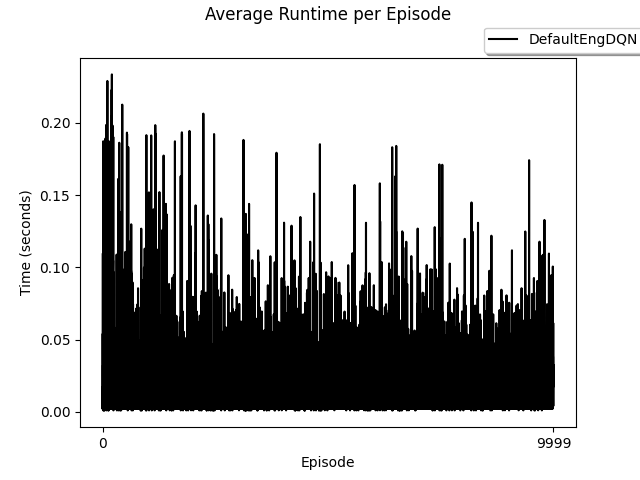 Average Runtime per Episode
DefaultEngDQN
0.20
0.15
0.10
0.05
0.00
Time (seconds)
0
9999
Episode